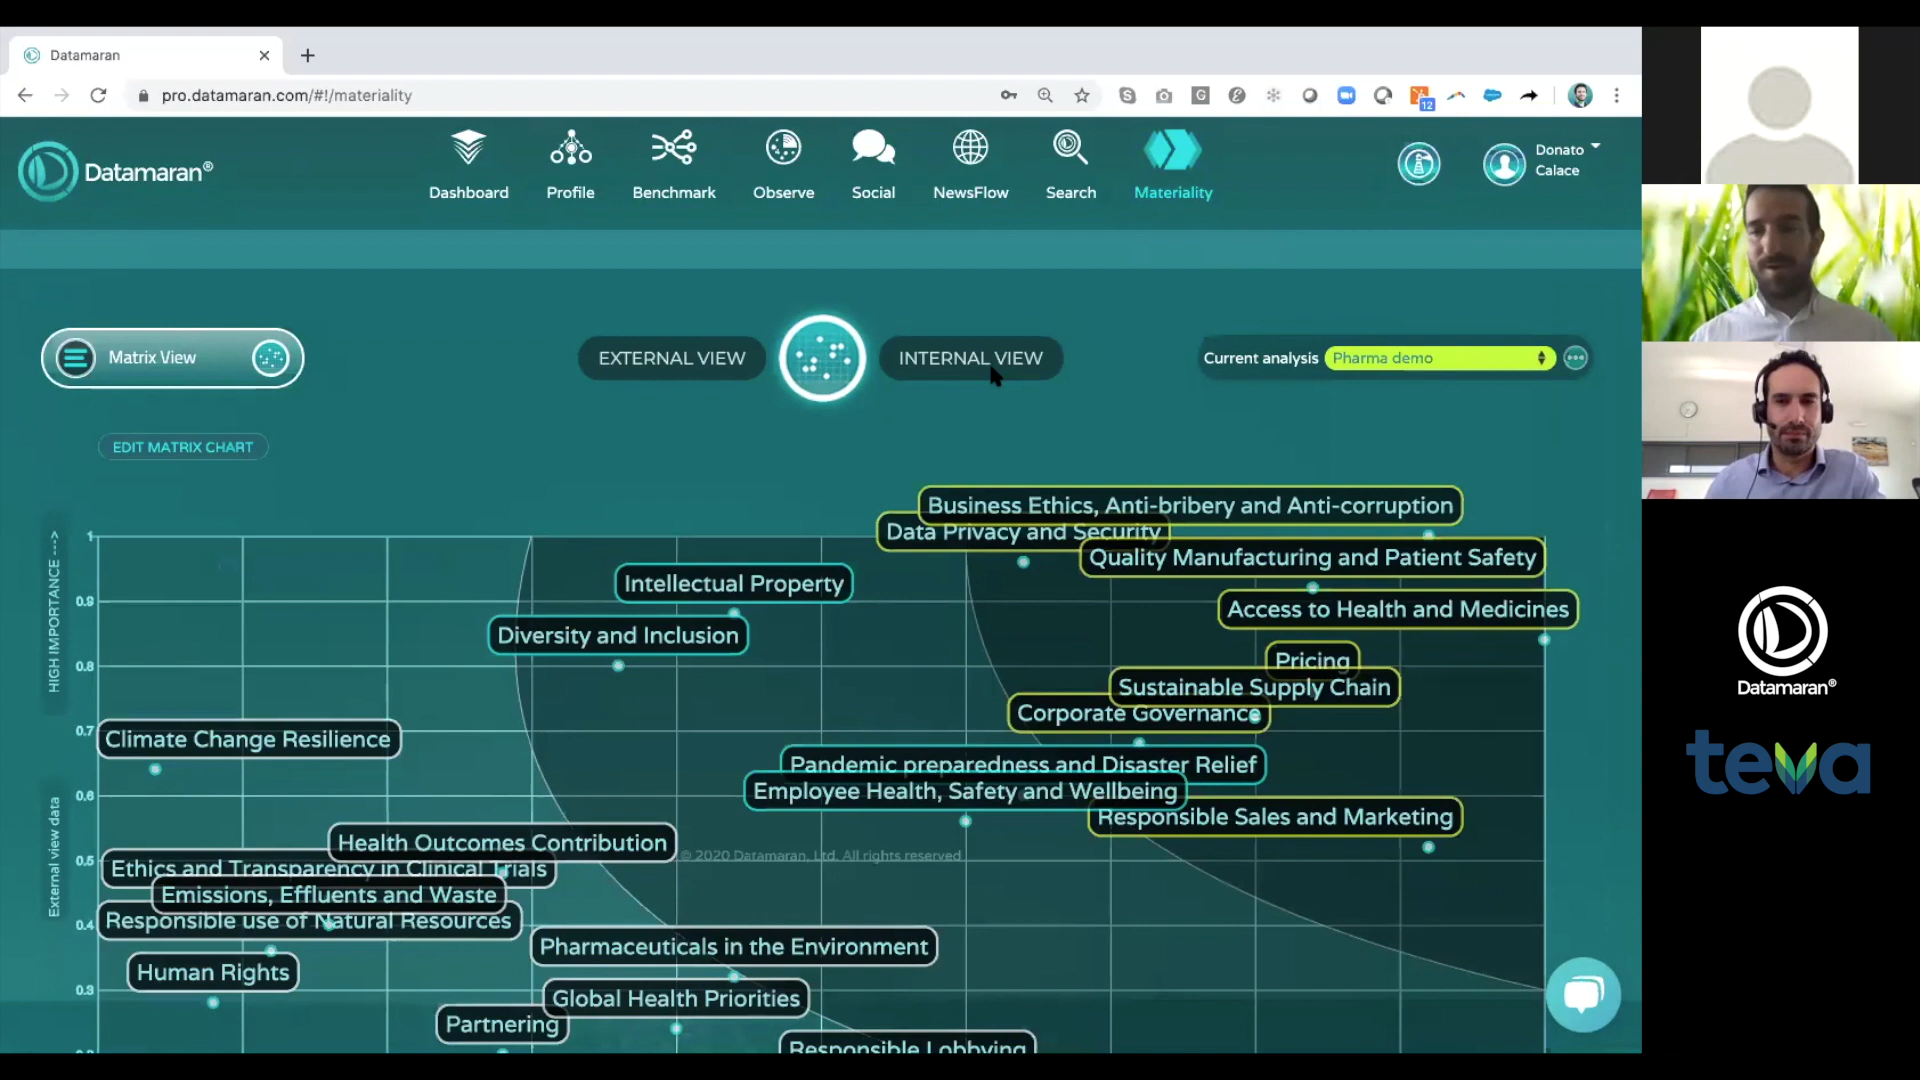 Datamaran
pro.datamaran.com/#!/materiality
12
Datamaran®
Dashboard
Profile
Benchmark
Observe
Social
NewsFlow
Search
Materiality
Donato
Calace
Matrix View
EXTERNAL VIEW
INTERNAL VIEW
Current analysis
Pharma demo
EDIT MATRIX CHART
Business Ethics, Anti-bribery and Anti-corruption
Data Privacy and Security
Quality Manufacturing and Patient Safety
Intellectual Property
Access to Health and Medicines
Diversity and Inclusion
Pricing
Sustainable Supply Chain
Corporate Governance
Climate Change Resilience
Pandemic preparedness and Disaster Relief
Employee Health, Safety and Wellbeing
Responsible Sales and Marketing
Health Outcomes Contribution
© 2020 Datamaran, Ltd. All rights reserved
Ethics and Transparency in Clinical Trials
Emissions, Effluents and Waste
Responsible use of Natural Resources
Pharmaceuticals in the Environment
Human Rights
Global Health Priorities
Partnering
Responsible Lobbying
HIGH IMPORTANCE --->
External view data
1
0.9
0.8
0.7
0.6
0.5
0.4
0.3
0.2
Datamaran®
teva